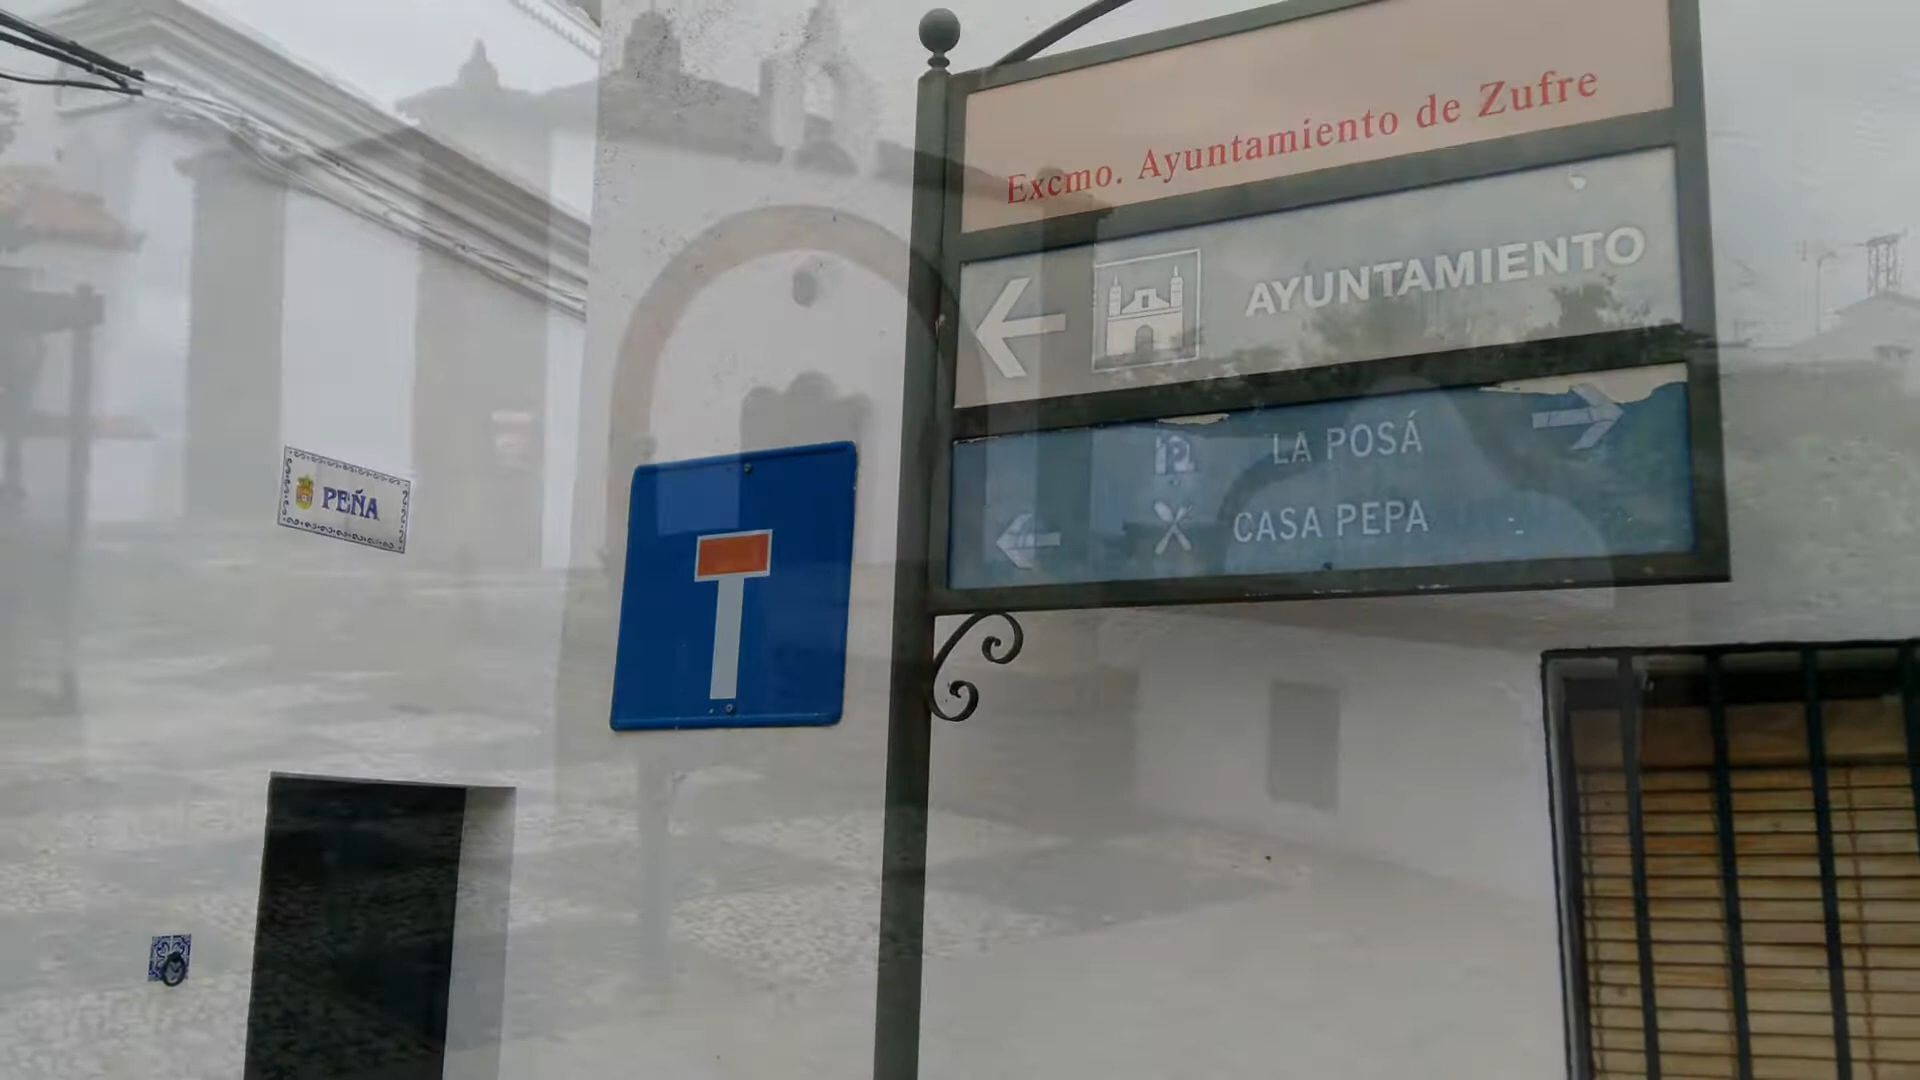 Excmo. Ayuntamiento de Zufre
AYUNTAMIENTO
LA POSÁ
CASA PEPA
PEÑA